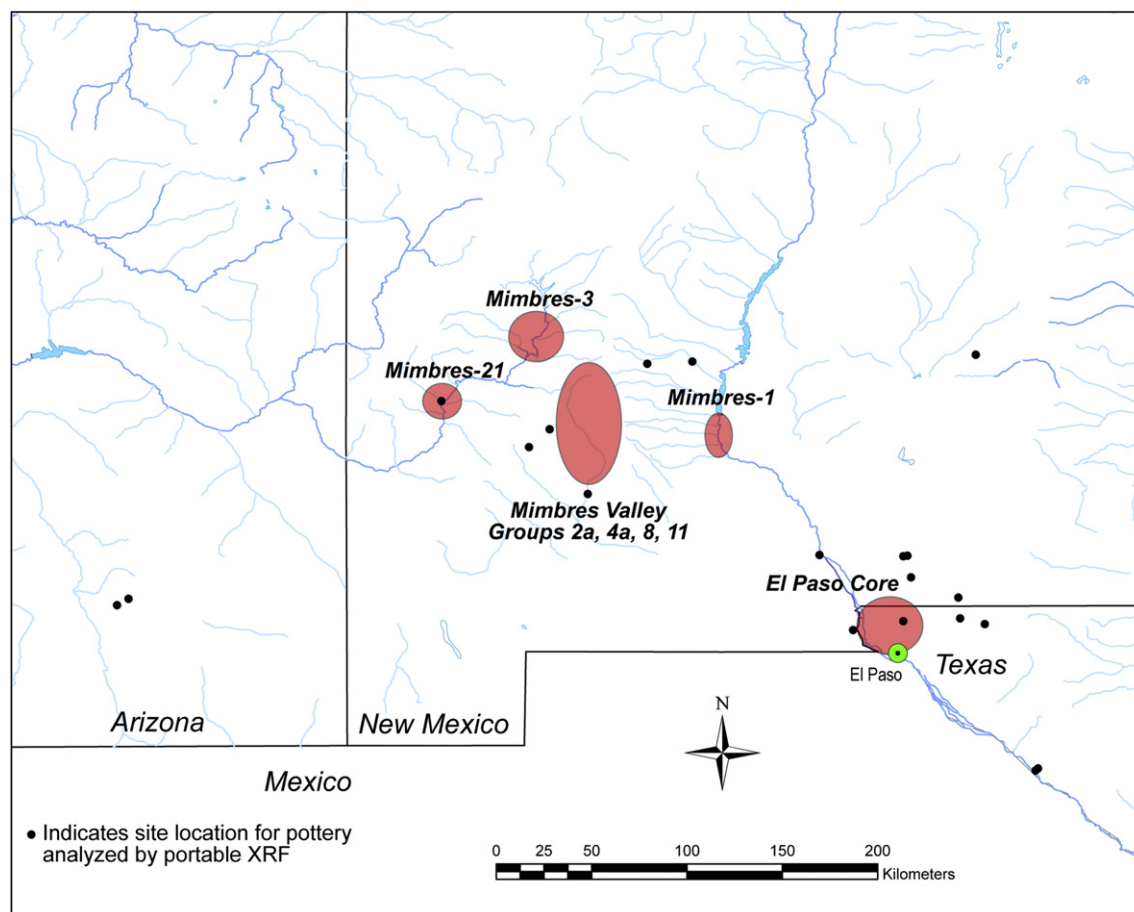 Mimbres-3
Mimbres-21
Mimbres-1
Mimbres Valley
Groups 2a, 4a, 8, 11
El Paso Core
El Paso
Texas
Arizona
New Mexico
N
Mexico
Indicates site location for pottery
analyzed by portable XRF
0 25 50 100 150 200
Kilometers